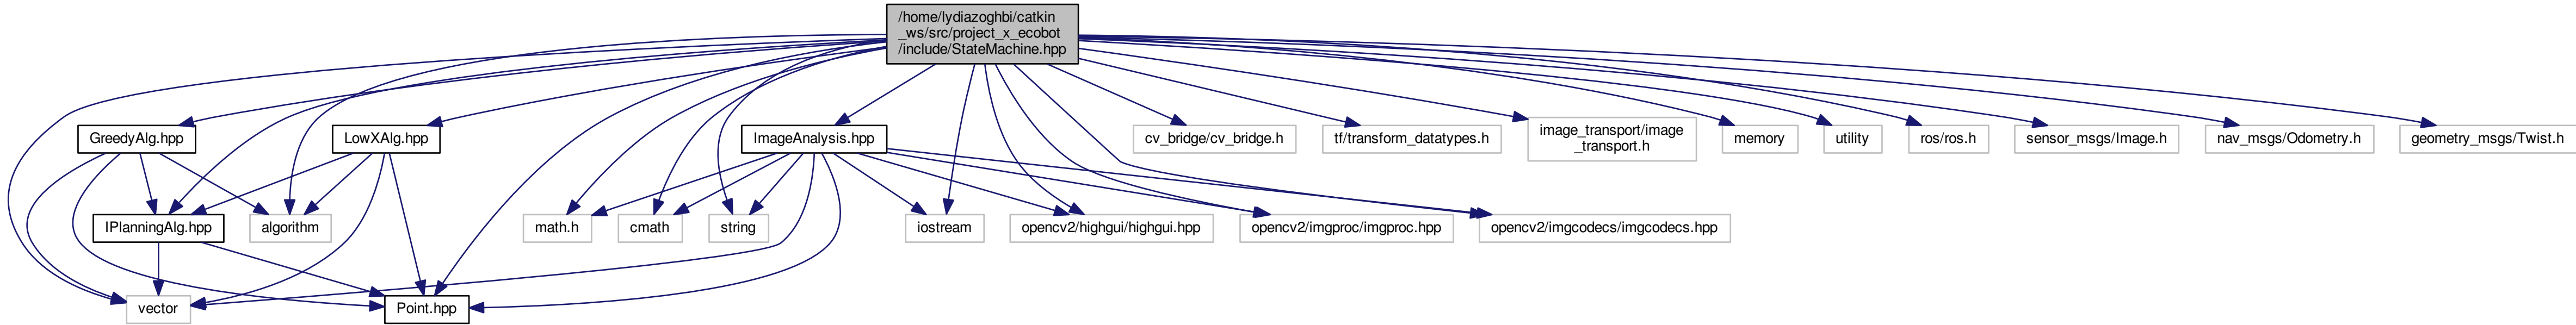 /home/lydiazoghbi/catkin
_ws/src/project_x_ecobot
/include/StateMachine.hpp
GreedyAlg.hpp
LowXAlg.hpp
ImageAnalysis.hpp
cv_bridge/cv_bridge.h
tf/transform_datatypes.h
image_transport/image
_transport.h
memory
utility
ros/ros.h
sensor_msgs/Image.h
nav_msgs/Odometry.h
geometry_msgs/Twist.h
IPlanningAlg.hpp
algorithm
math.h
cmath
string
iostream
opencv2/highgui/highgui.hpp
opencv2/imgproc/imgproc.hpp
opencv2/imgcodecs/imgcodecs.hpp
vector
Point.hpp